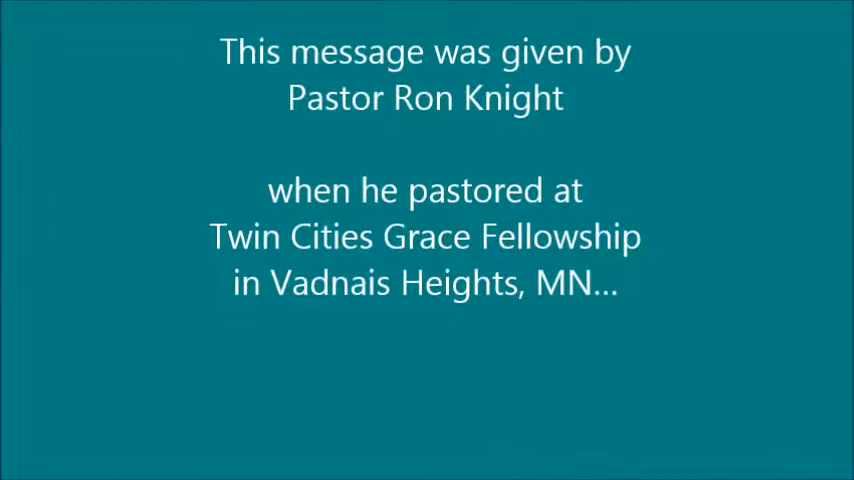 This message was given by
Pastor Ron Knight
when he pastored at
Twin Cities Grace Fellowship
in Vadnais Heights, MN...